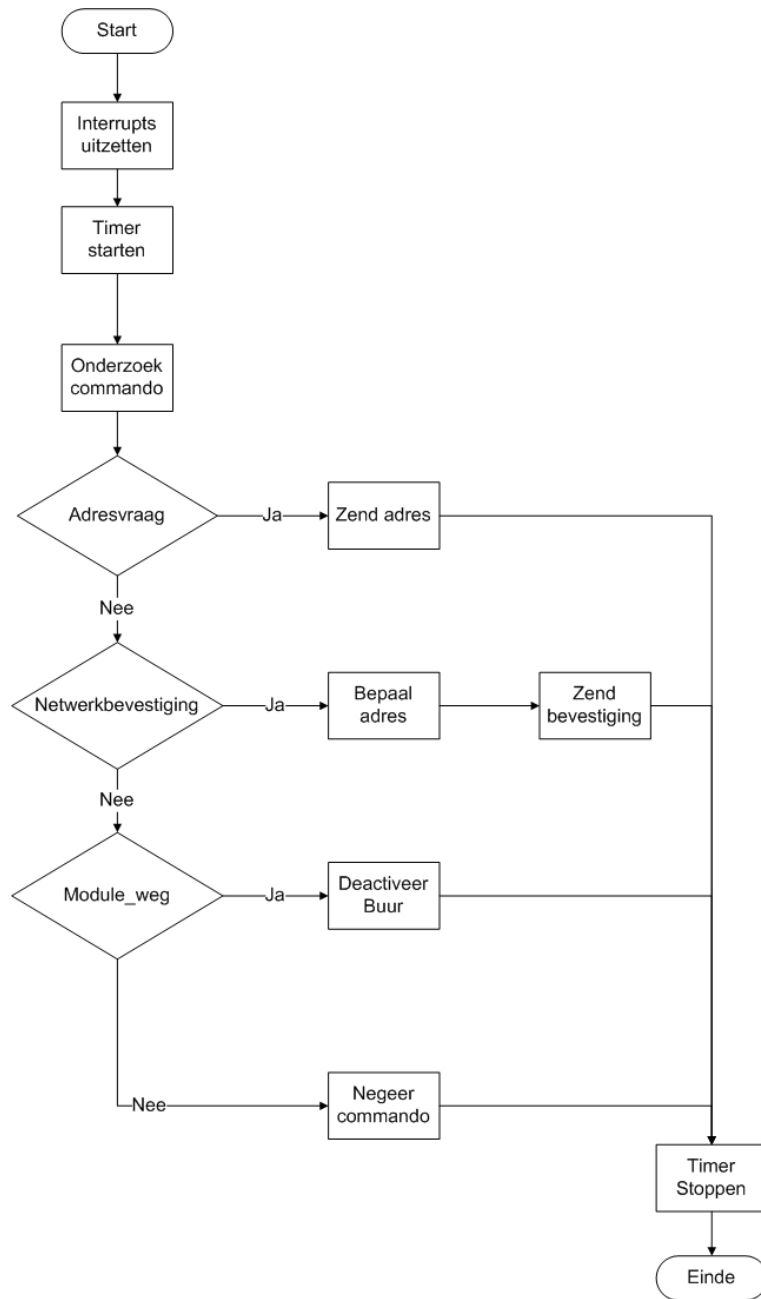 Start
Interrupts
uitzetten
Timer
starten
Onderzoek
commando
Adresvraag
Ja
Zend adres
Nee
Netwerkbevestiging
Ja
Bepaal
adres
Zend
bevestiging
Nee
Module_weg
Ja
Deactiveer
Buur
Nee
Negeer
commando
Timer
Stoppen
Einde